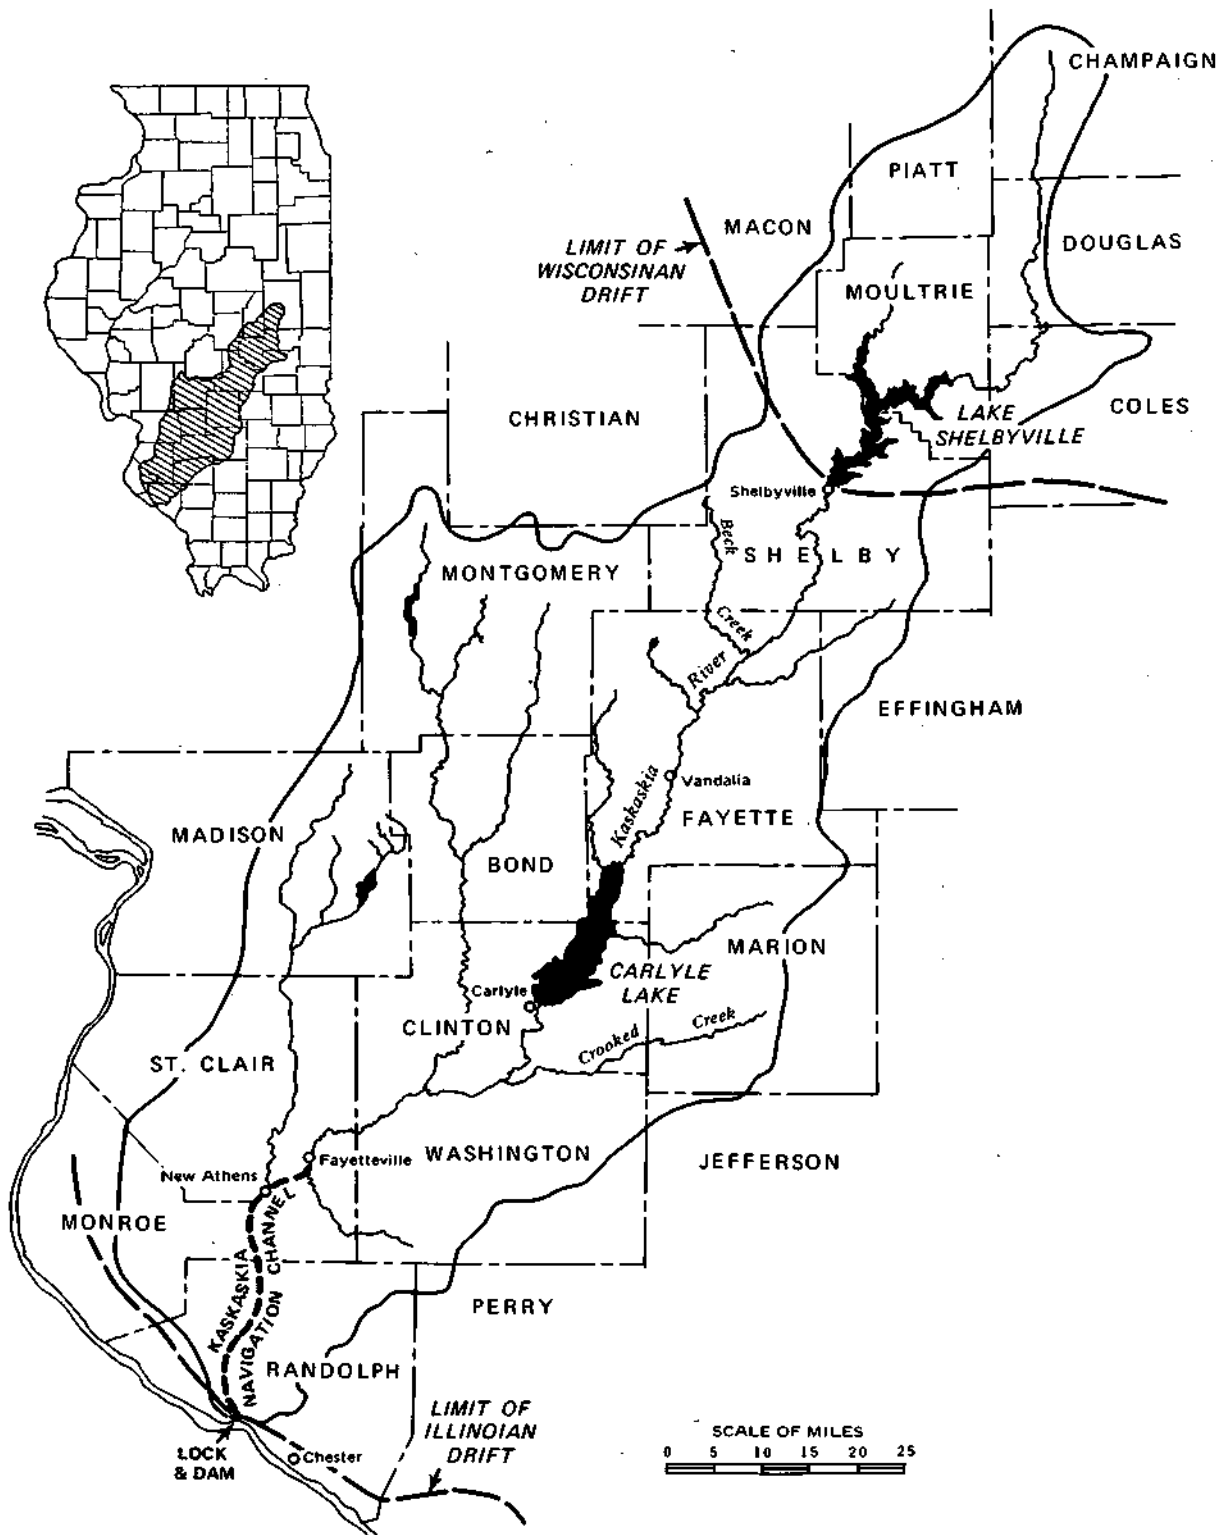 CHAMPAIGN
PIATT
MACON
DOUGLAS
LIMIT OF
WISCONSINAN
DRIFT
MOULTRIE
CHRISTIAN
LAKE
SHELBYVILLE
COLES
Shelbyville
Beck
Creek
SHELBY
MONTGOMERY
River
EFFINGHAM
Kaskaskia
Vandalia
FAYETTE
MADISON
BOND
MARION
CARLYLE
LAKE
Carlyle
CLINTON
Crooked
Creek
ST. CLAIR
WASHINGTON
JEFFERSON
Fayetteville
New Athens
MONROE
KASKASKIA
NAVIGATION CHANNEL
PERRY
RANDOLPH
LIMIT OF
ILLINOIAN
DRIFT
LOCK
& DAM
Chester
SCALE OF MILES
0 5 10 15 20 25